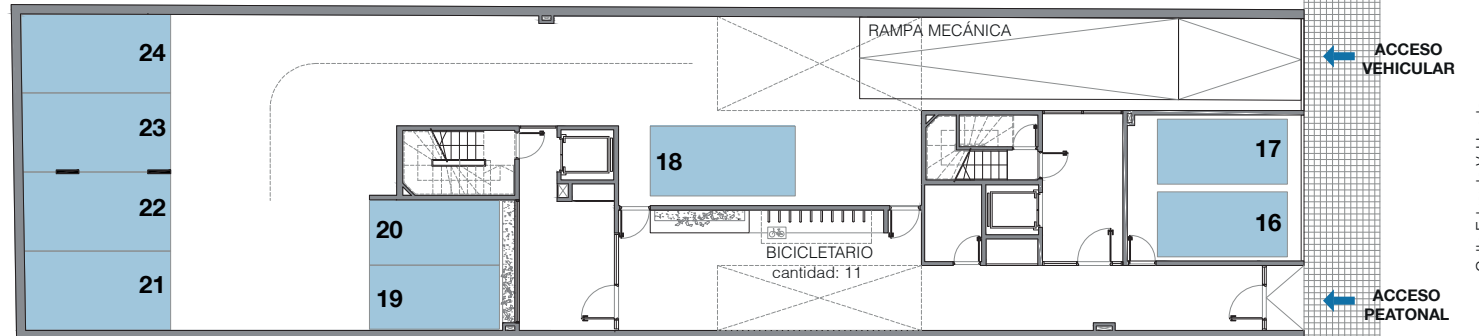 24
RAMPA MECÁNICA
ACCESO
VEHICULAR
23
18
17
22
16
20
BICICLETARIO
cantidad: 11
21
19
ACCESO
PEATONAL